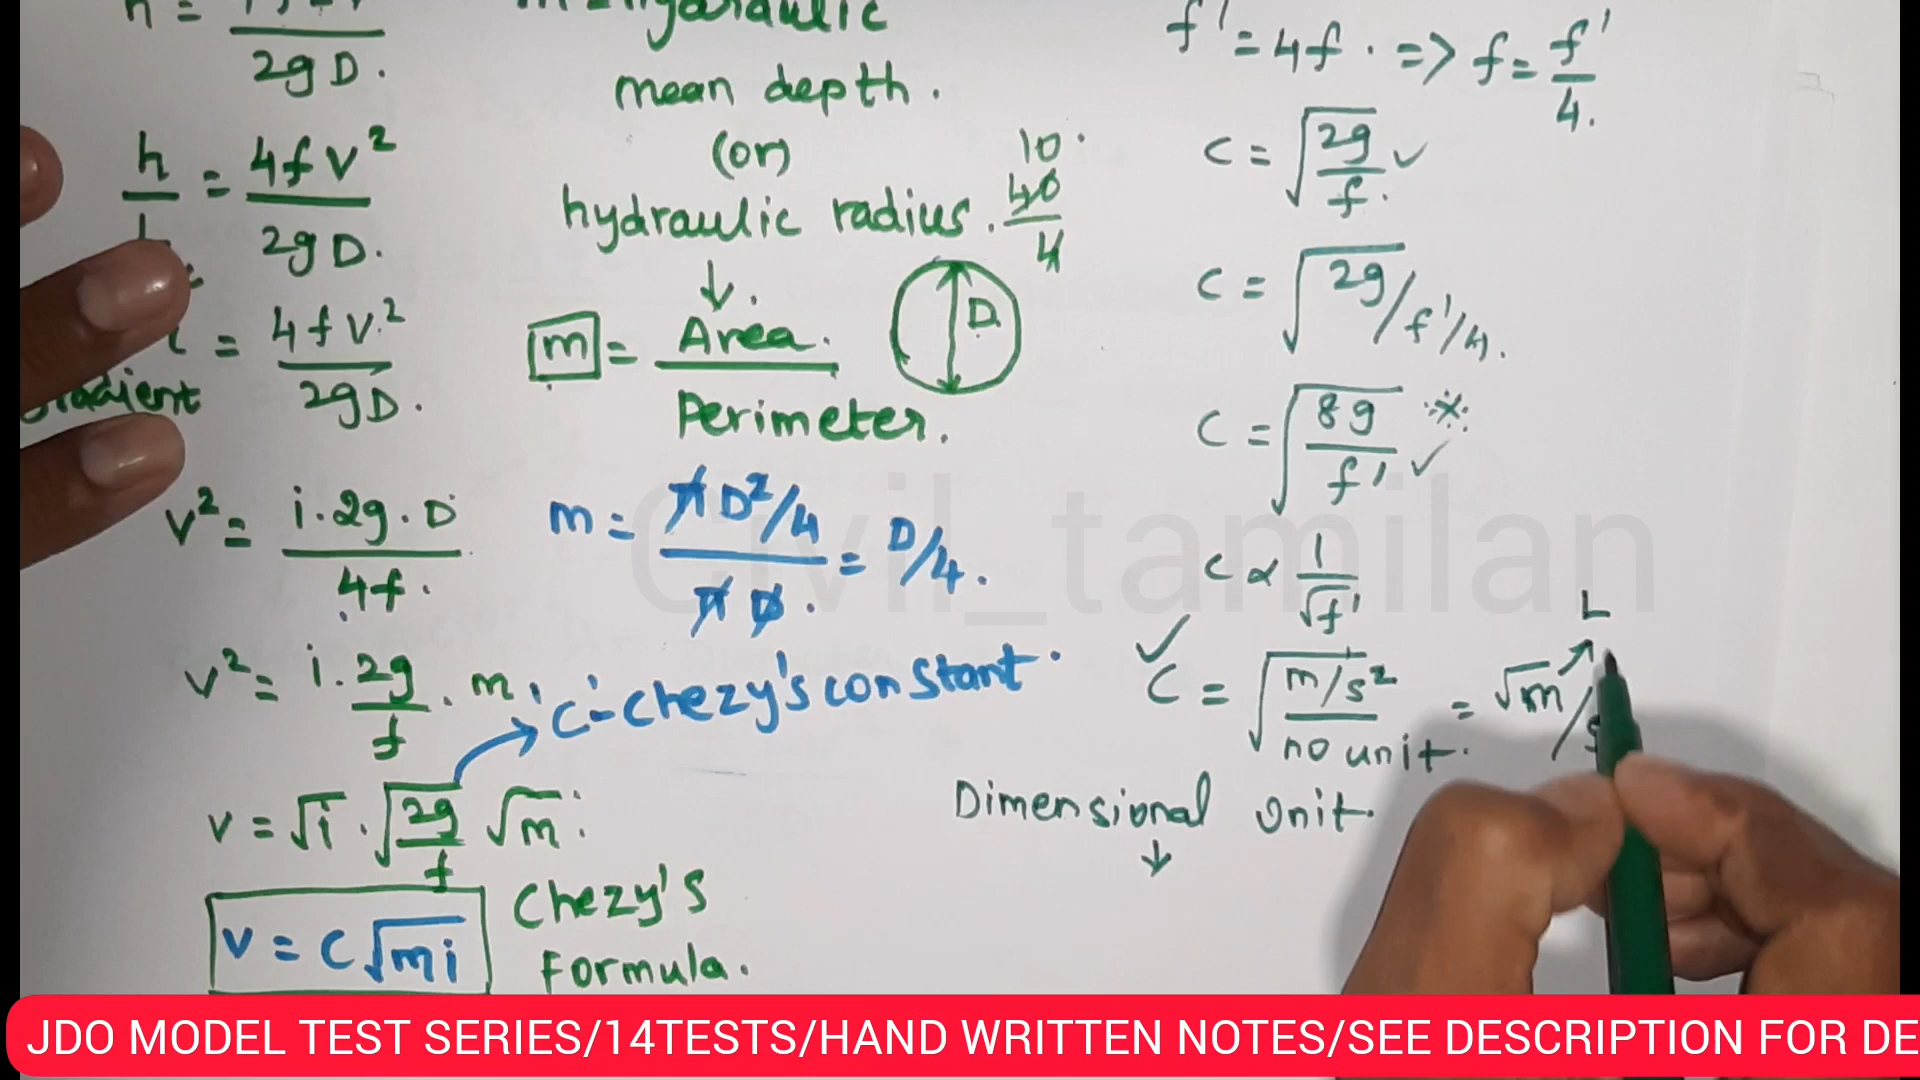 2gD.
h/L = 4fv²/2gD.
i = 4fv²/2gD.
gradient
v² = i.2g.D/4f.
v² = i.2g/f . m
v = √i . √2g/f √m
v = C√mi
Chezy's
Formula.
m = hydraulic
mean depth.
(or)
hydraulic radius.
10
40/4
m = Area./Perimeter.
D
m = πD²/4/πD. = D/4.
'C' - Chezy's constant.
f' = 4f. => f = f'/4.
C = √2g/f. ✓
C = √2g/f'/4.
C = √8g/f' ✓
C α 1/√f'
✓ C = √m/s²/no unit. = √m/s
L
Dimensional Unit.
Civil_tamilan
JDO MODEL TEST SERIES/14TESTS/HAND WRITTEN NOTES/SEE DESCRIPTION FOR DE